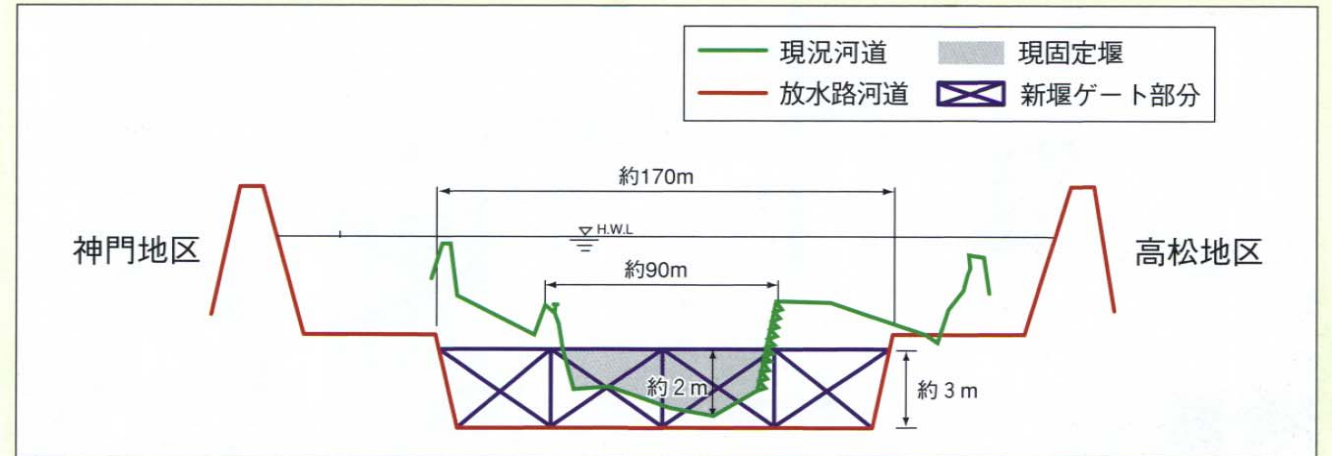 現況河道
現固定堰
放水路河道
新堰ゲート部分
約170m
H.W.L
神門地区
高松地区
約90m
約2m
約3m